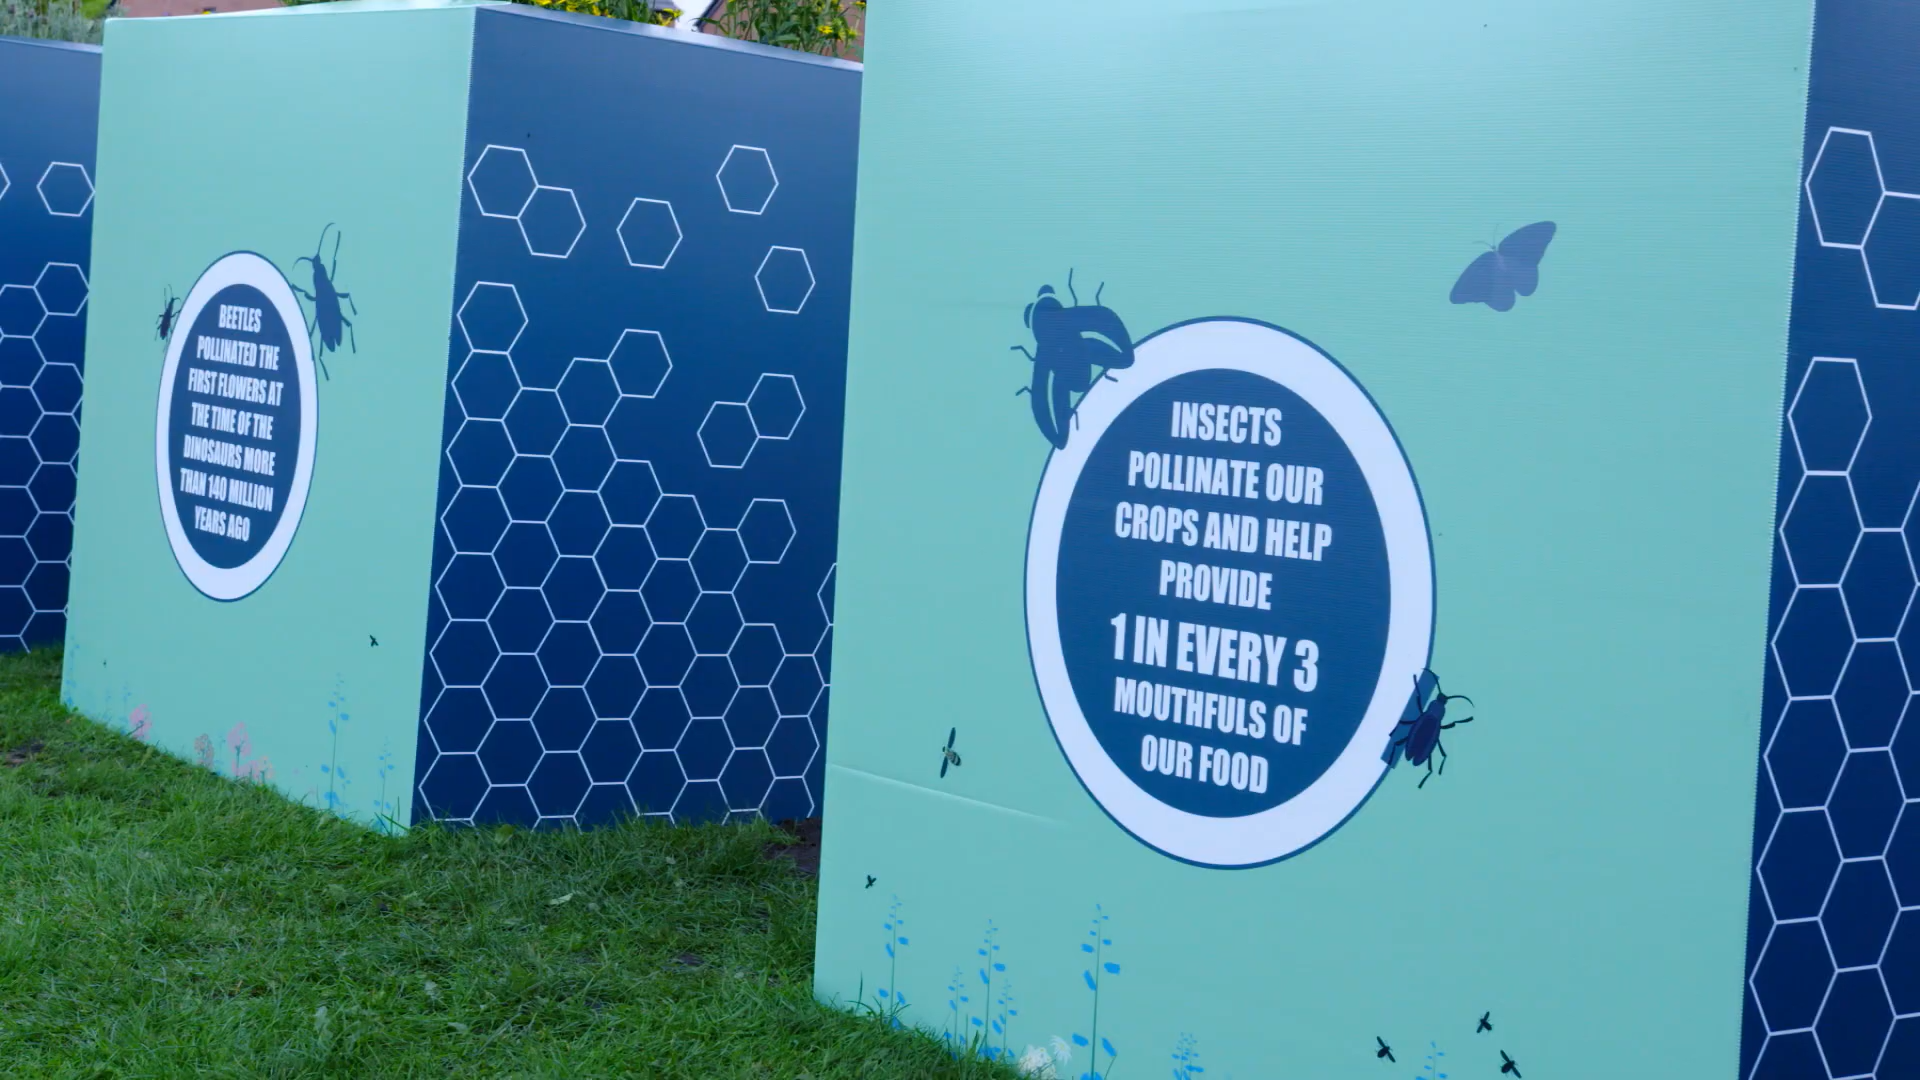 BEETLES
POLLINATED THE
FIRST FLOWERS AT
THE TIME OF THE
DINOSAURS MORE
THAN 140 MILLION
YEARS AGO
INSECTS
POLLINATE OUR
CROPS AND HELP
PROVIDE
1 IN EVERY 3
MOUTHFULS OF
OUR FOOD